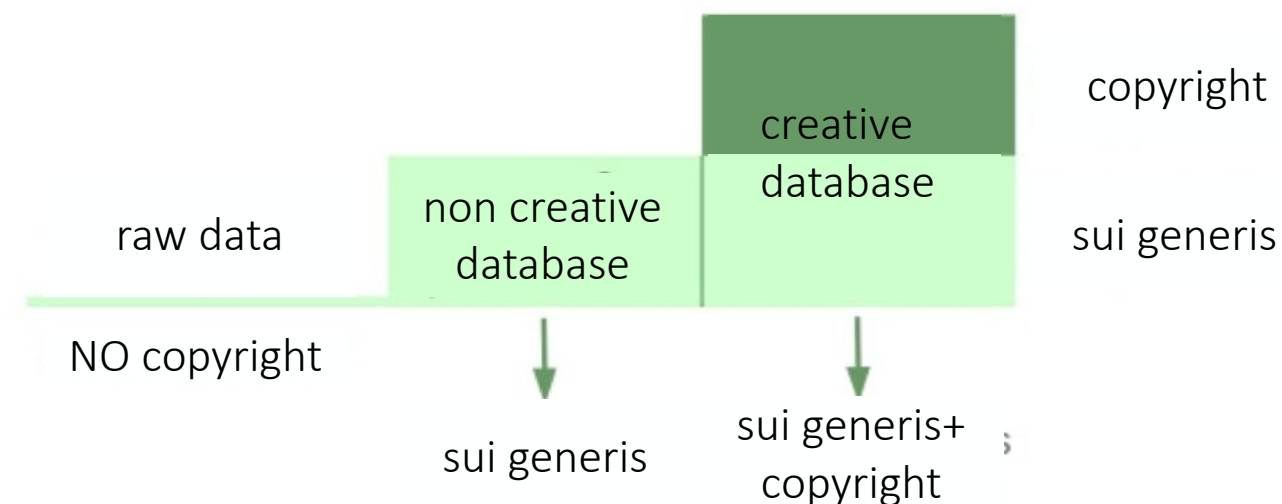 copyright
creative
database
non creative
database
raw data
sui generis
NO copyright
sui generis
sui generis+
copyright
s